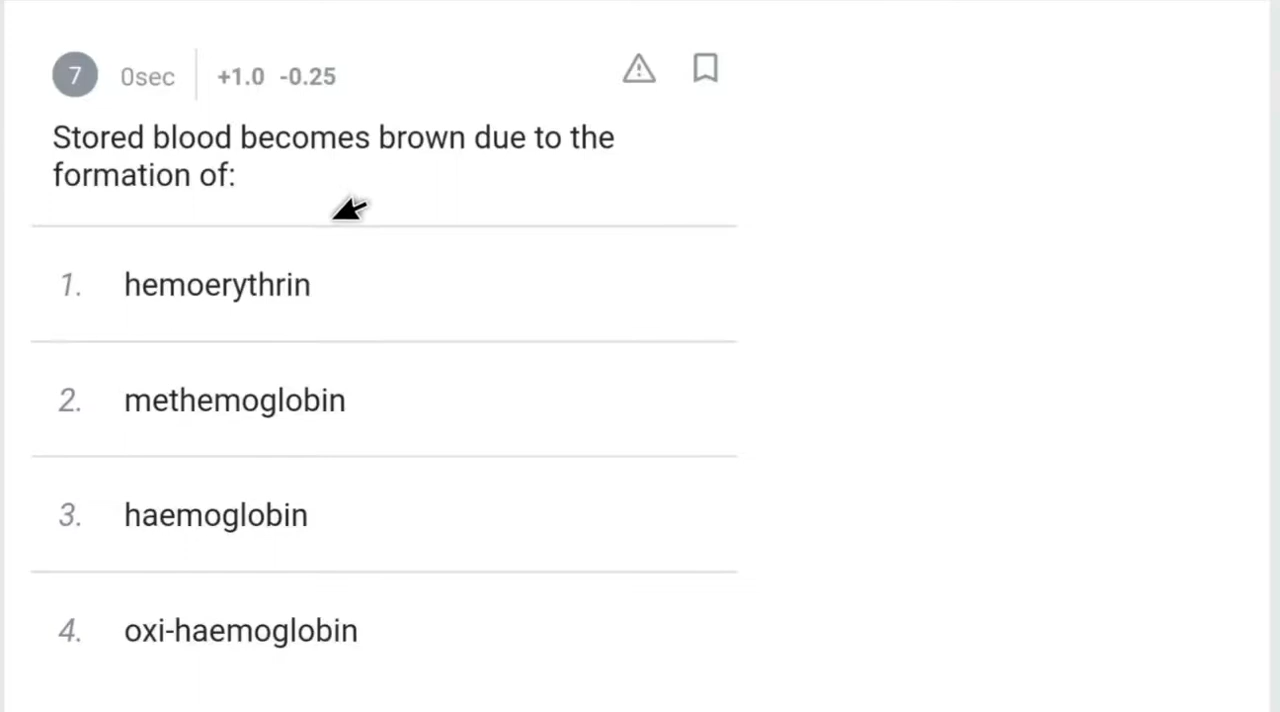 7 0sec +1.0 -0.25
Stored blood becomes brown due to the
formation of:
1. hemoerythrin
2. methemoglobin
3. haemoglobin
4. oxi-haemoglobin